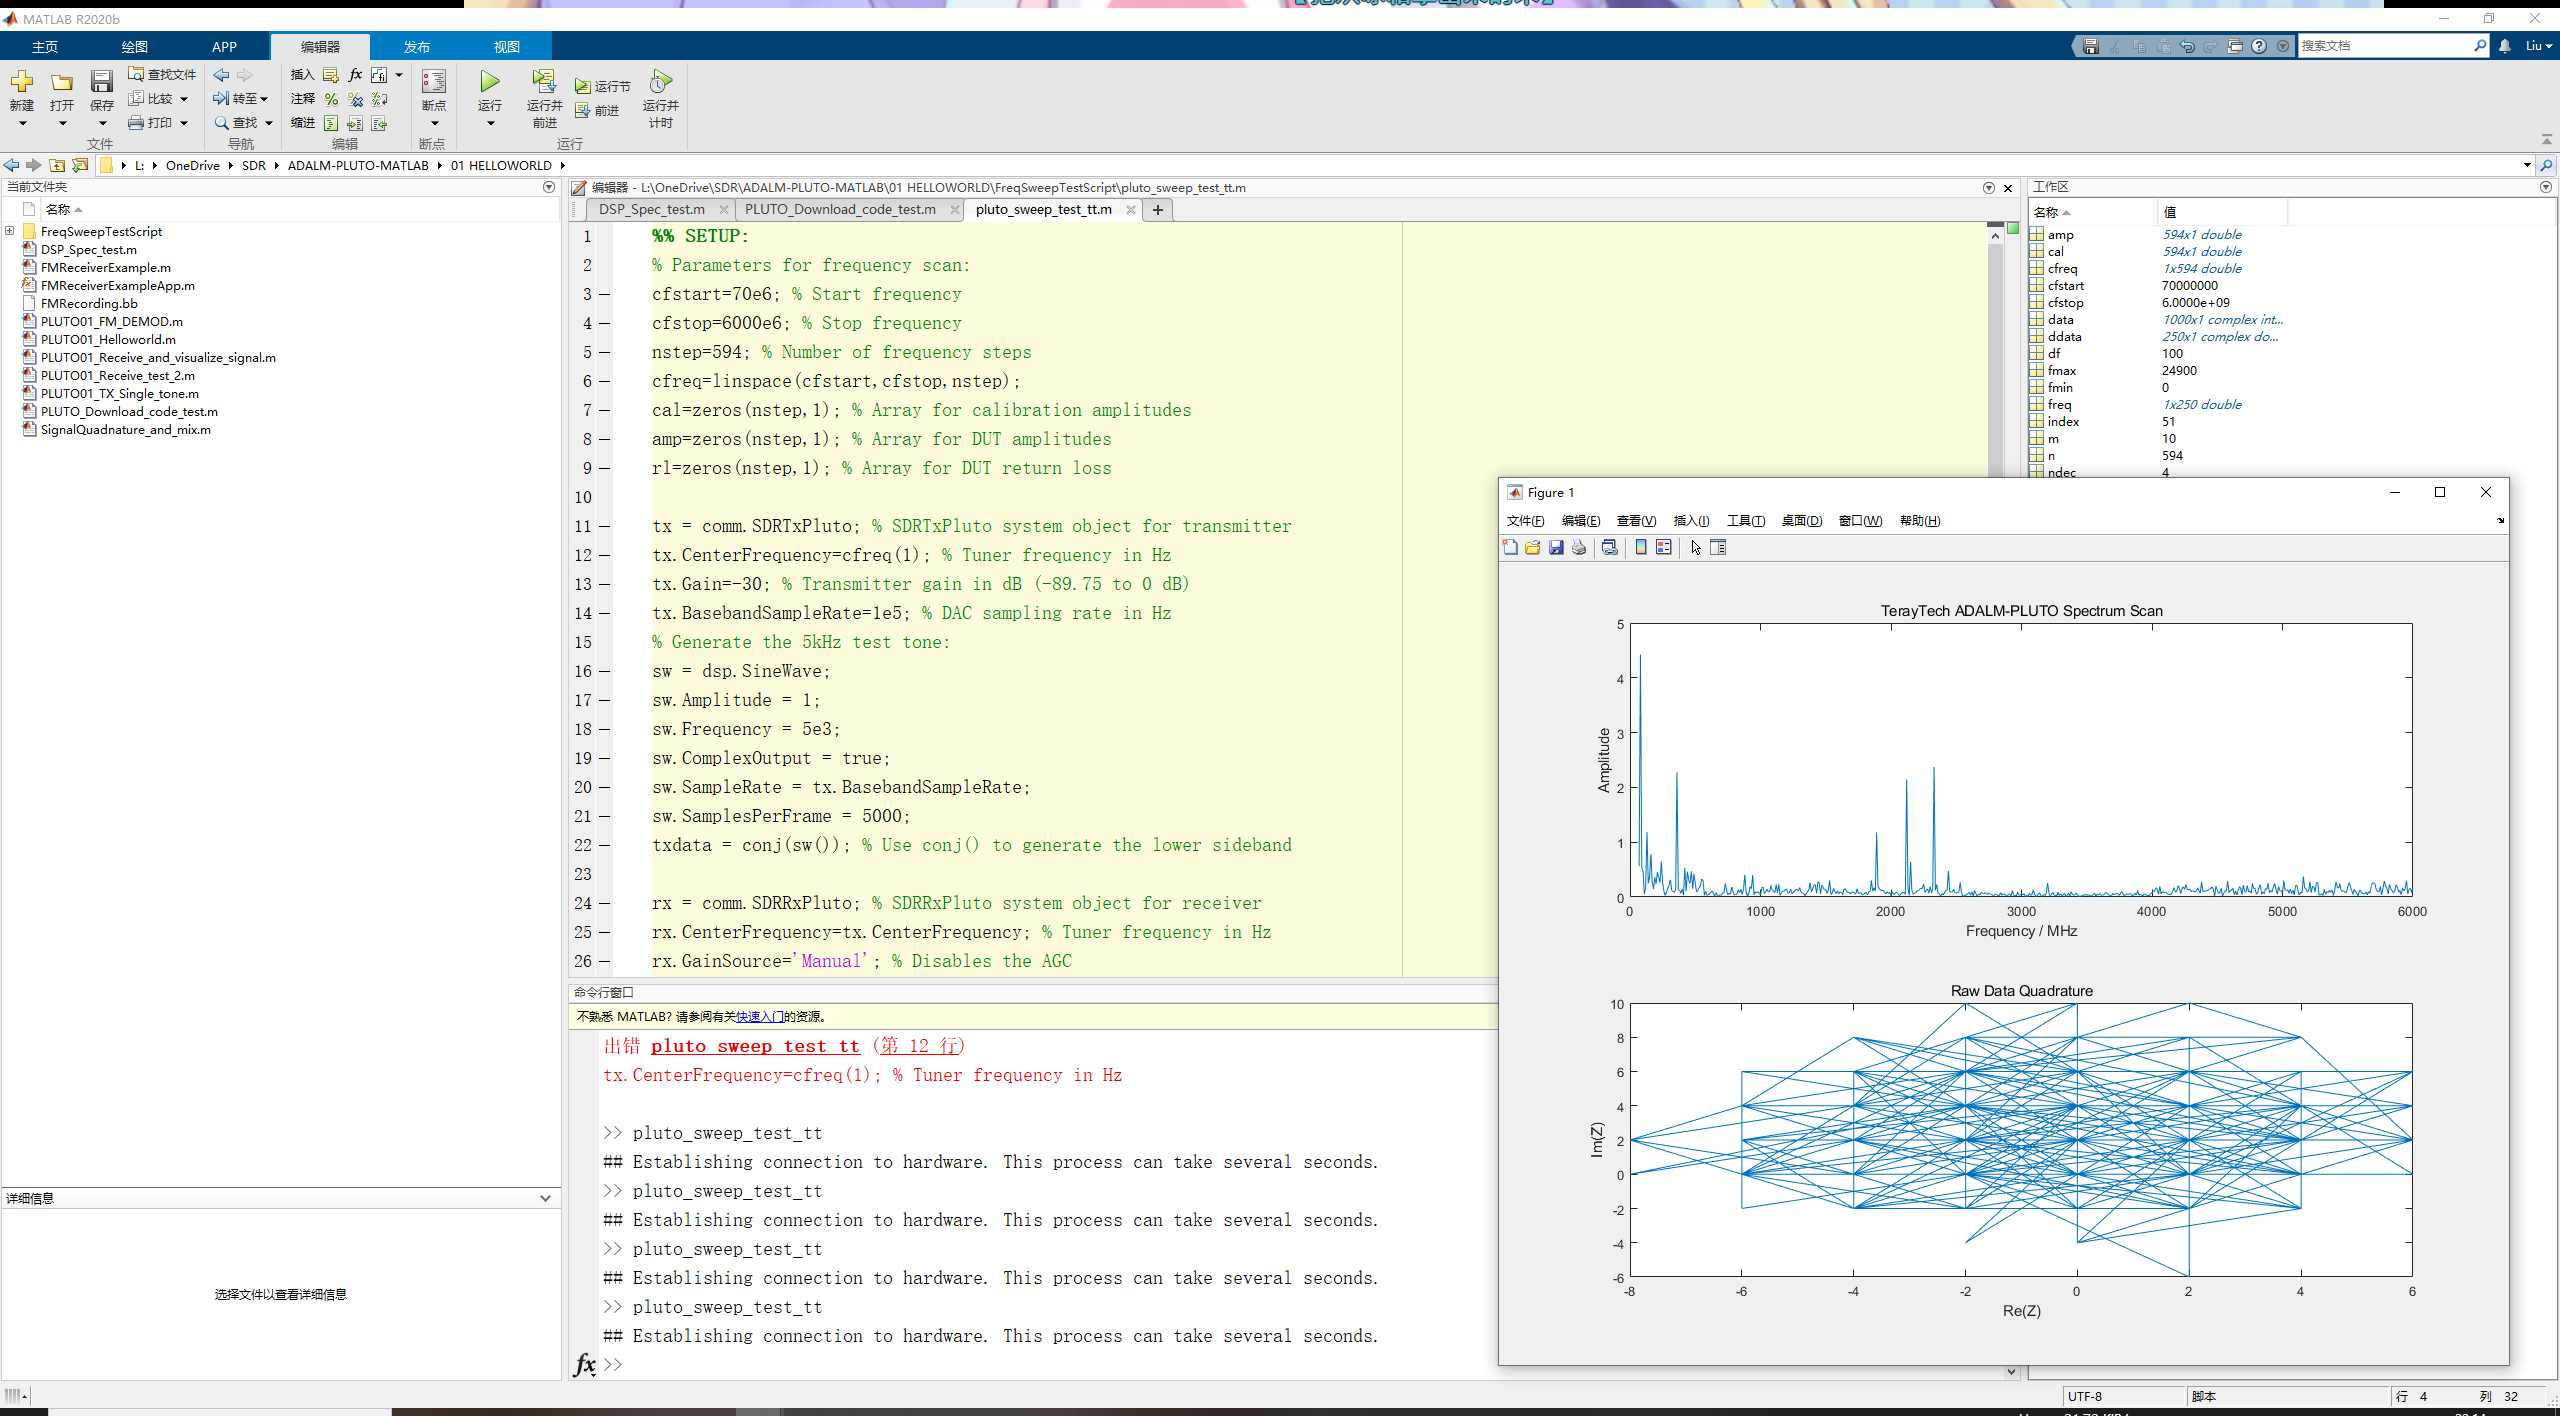 MATLAB R2020b
主页 绘图 APP 编辑器 发布 视图
搜索文档
Liu
新建 打开 保存
查找文件
比较
打印
转至
查找
插入
注释
缩进
断点
运行
运行并
前进
运行节
前进
运行并
计时
文件 导航 编辑 断点 运行
L: OneDrive SDR ADALM-PLUTO-MATLAB 01 HELLOWORLD
当前文件夹
名称
FreqSweepTestScript
DSP_Spec_test.m
FMReceiverExample.m
FMReceiverExampleApp.m
FMRecording.bb
PLUTO01_FM_DEMOD.m
PLUTO01_Helloworld.m
PLUTO01_Receive_and_visualize_signal.m
PLUTO01_Receive_test_2.m
PLUTO01_TX_Single_tone.m
PLUTO_Download_code_test.m
SignalQuadnature_and_mix.m
详细信息
选择文件以查看详细信息
编辑器 - L:\OneDrive\SDR\ADALM-PLUTO-MATLAB\01 HELLOWORLD\FreqSweepTestScript\pluto_sweep_test_tt.m
DSP_Spec_test.m PLUTO_Download_code_test.m pluto_sweep_test_tt.m
1 %% SETUP:
2 % Parameters for frequency scan:
3 cfstart=70e6; % Start frequency
4 cfstop=6000e6; % Stop frequency
5 nstep=594; % Number of frequency steps
6 cfreq=linspace(cfstart,cfstop,nstep);
7 cal=zeros(nstep,1); % Array for calibration amplitudes
8 amp=zeros(nstep,1); % Array for DUT amplitudes
9 rl=zeros(nstep,1); % Array for DUT return loss
10
11 tx = comm.SDRTxPluto; % SDRTxPluto system object for transmitter
12 tx.CenterFrequency=cfreq(1); % Tuner frequency in Hz
13 tx.Gain=-30; % Transmitter gain in dB (-89.75 to 0 dB)
14 tx.BasebandSampleRate=1e5; % DAC sampling rate in Hz
15 % Generate the 5kHz test tone:
16 sw = dsp.SineWave;
17 sw.Amplitude = 1;
18 sw.Frequency = 5e3;
19 sw.ComplexOutput = true;
20 sw.SampleRate = tx.BasebandSampleRate;
21 sw.SamplesPerFrame = 5000;
22 txdata = conj(sw()); % Use conj() to generate the lower sideband
23
24 rx = comm.SDRRxPluto; % SDRRxPluto system object for receiver
25 rx.CenterFrequency=tx.CenterFrequency; % Tuner frequency in Hz
26 rx.GainSource='Manual'; % Disables the AGC
命令行窗口
不熟悉 MATLAB? 请参阅有关快速入门的资源。
出错 pluto_sweep_test_tt (第 12 行)
tx.CenterFrequency=cfreq(1); % Tuner frequency in Hz
>> pluto_sweep_test_tt
## Establishing connection to hardware. This process can take several seconds.
>> pluto_sweep_test_tt
## Establishing connection to hardware. This process can take several seconds.
>> pluto_sweep_test_tt
## Establishing connection to hardware. This process can take several seconds.
>> pluto_sweep_test_tt
## Establishing connection to hardware. This process can take several seconds.
fx >>
工作区
名称 值
amp 594x1 double
cal 594x1 double
cfreq 1x594 double
cfstart 70000000
cfstop 6.0000e+09
data 1000x1 complex int...
ddata 250x1 complex do...
df 100
fmax 24900
fmin 0
freq 1x250 double
index 51
m 10
n 594
ndec 4
Figure 1
文件(F) 编辑(E) 查看(V) 插入(I) 工具(T) 桌面(D) 窗口(W) 帮助(H)
TerayTech ADALM-PLUTO Spectrum Scan
5
4
3
2
1
0
Amplitude
0 1000 2000 3000 4000 5000 6000
Frequency / MHz
Raw Data Quadrature
10
8
6
4
2
0
-2
-4
-6
Im(Z)
-8 -6 -4 -2 0 2 4 6
Re(Z)
UTF-8 脚本 行 4 列 32